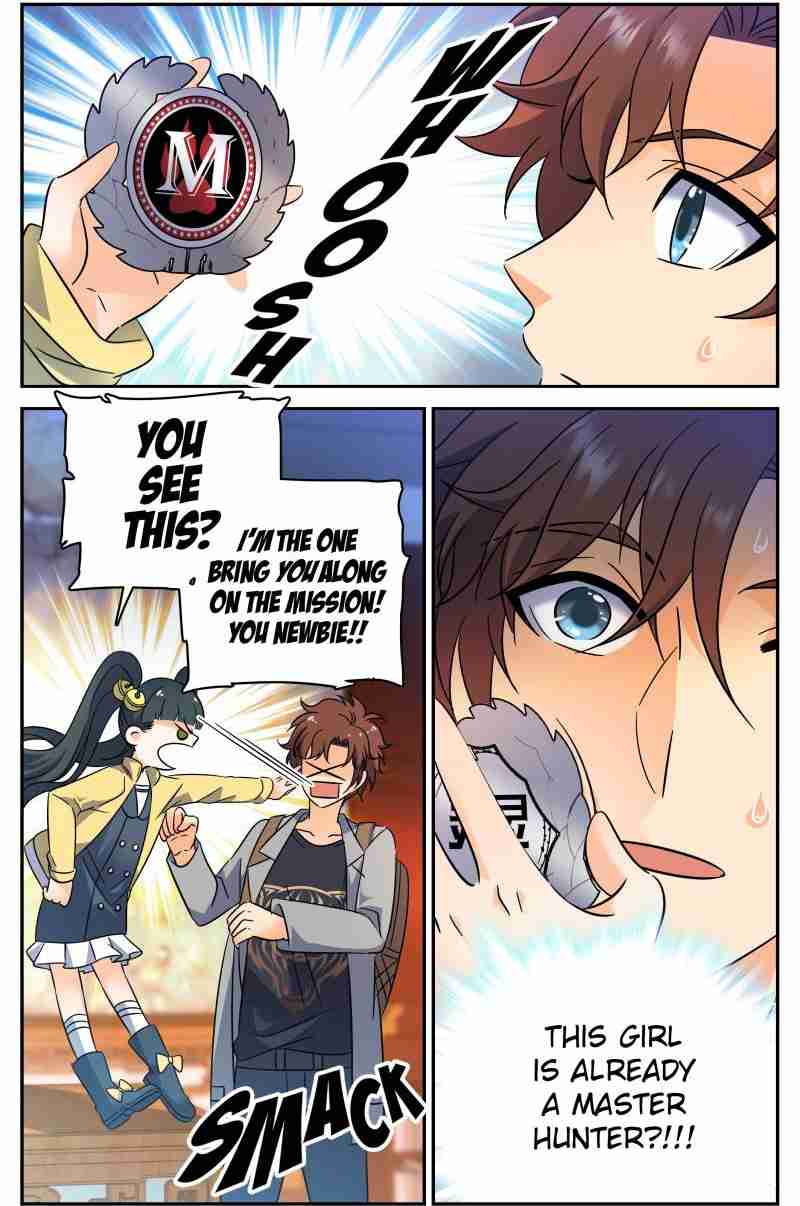 M
WHOOSH
YOU
SEE
THIS?
I'M THE ONE
BRING YOU ALONG
ON THE MISSION!
YOU NEWBIE!!
SMACK
THIS GIRL
IS ALREADY
A MASTER
HUNTER?!!!